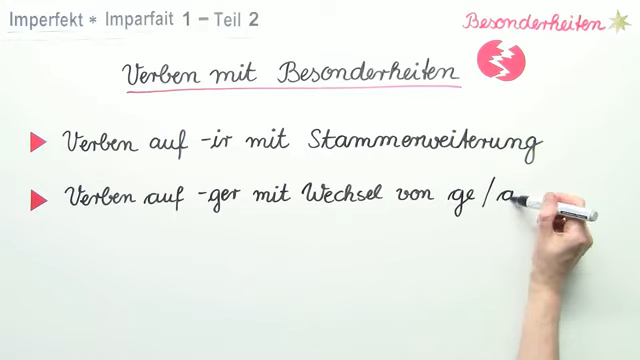 Imperfekt * Imparfait 1 – Teil 2
Besonderheiten
Verben mit Besonderheiten
Verben auf -ir mit Stammerweiterung
Verben auf -ger mit Wechsel von ge/a